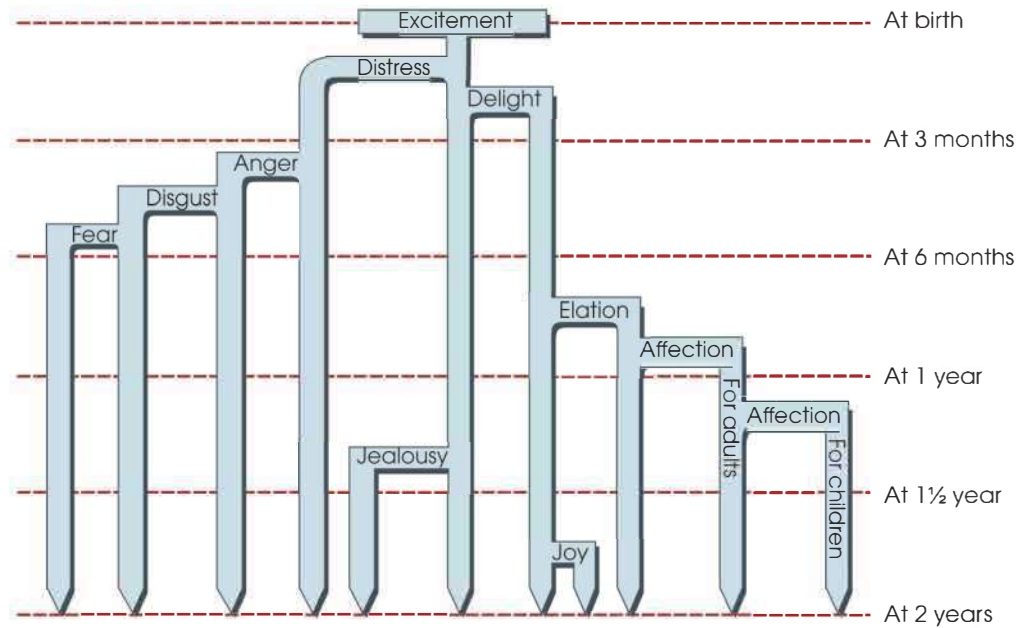 Excitement
At birth
Distress
Delight
At 3 months
Anger
Disgust
Fear
At 6 months
Elation
Affection
At 1 year
For adults
Affection
For children
Jealousy
At 1½ year
Joy
At 2 years